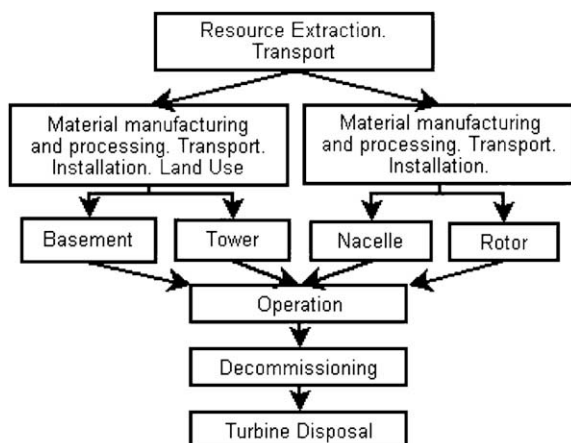 Resource Extraction.
Transport
Material manufacturing
and processing. Transport.
Installation. Land Use
Material manufacturing
and processing. Transport.
Installation.
Basement
Tower
Nacelle
Rotor
Operation
Decommissioning
Turbine Disposal